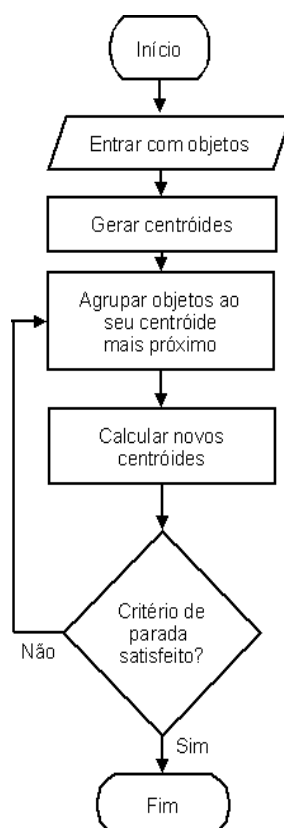 Início
Entrar com objetos
Gerar centróides
Agrupar objetos ao
seu centróide
mais próximo
Calcular novos
centróides
Critério de
parada
satisfeito?
Não
Sim
Fim